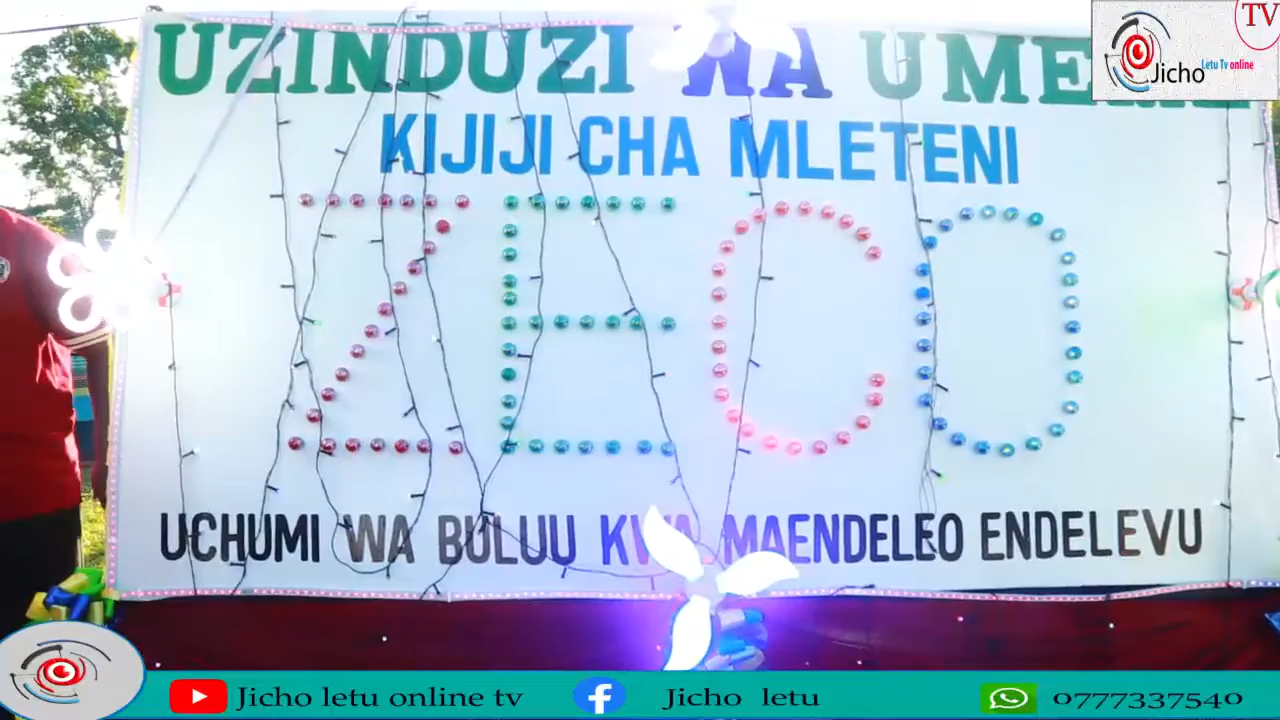 UZINDUZI WA
KIJIJI CHA MLETENI
ZECO
UCHUMI WA BULUU KWA MAENDELEO ENDELEVU
TV
Jicho Letu Tv online
Jicho letu online tv
Jicho letu
0777337540